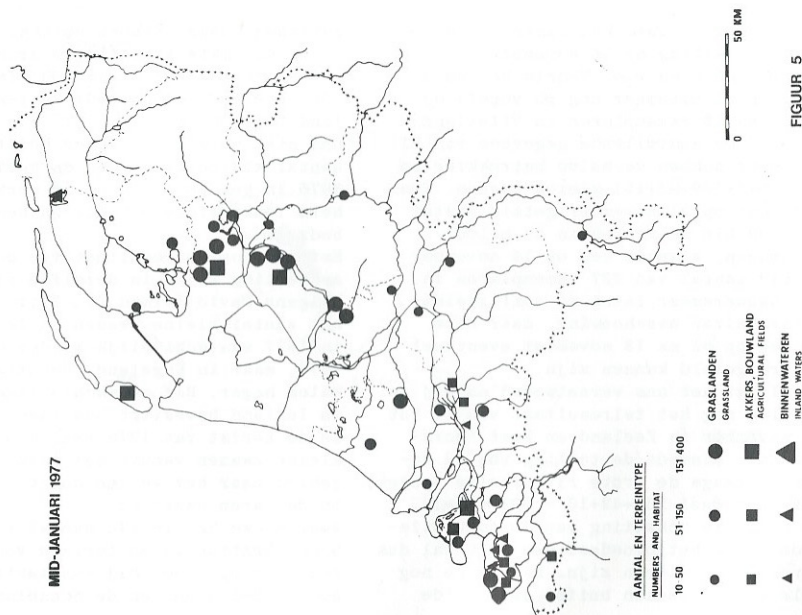 MID-JANUARI 1977
AANTAL EN TERREINTYPE
NUMBERS AND HABITAT
10-50 51-150 151 400
GRASLANDEN
GRASSLAND
AKKERS, BOUWLAND
AGRICULTURAL FIELDS
BINNENWATEREN
INLAND WATERS
0 50 KM
FIGUUR 5